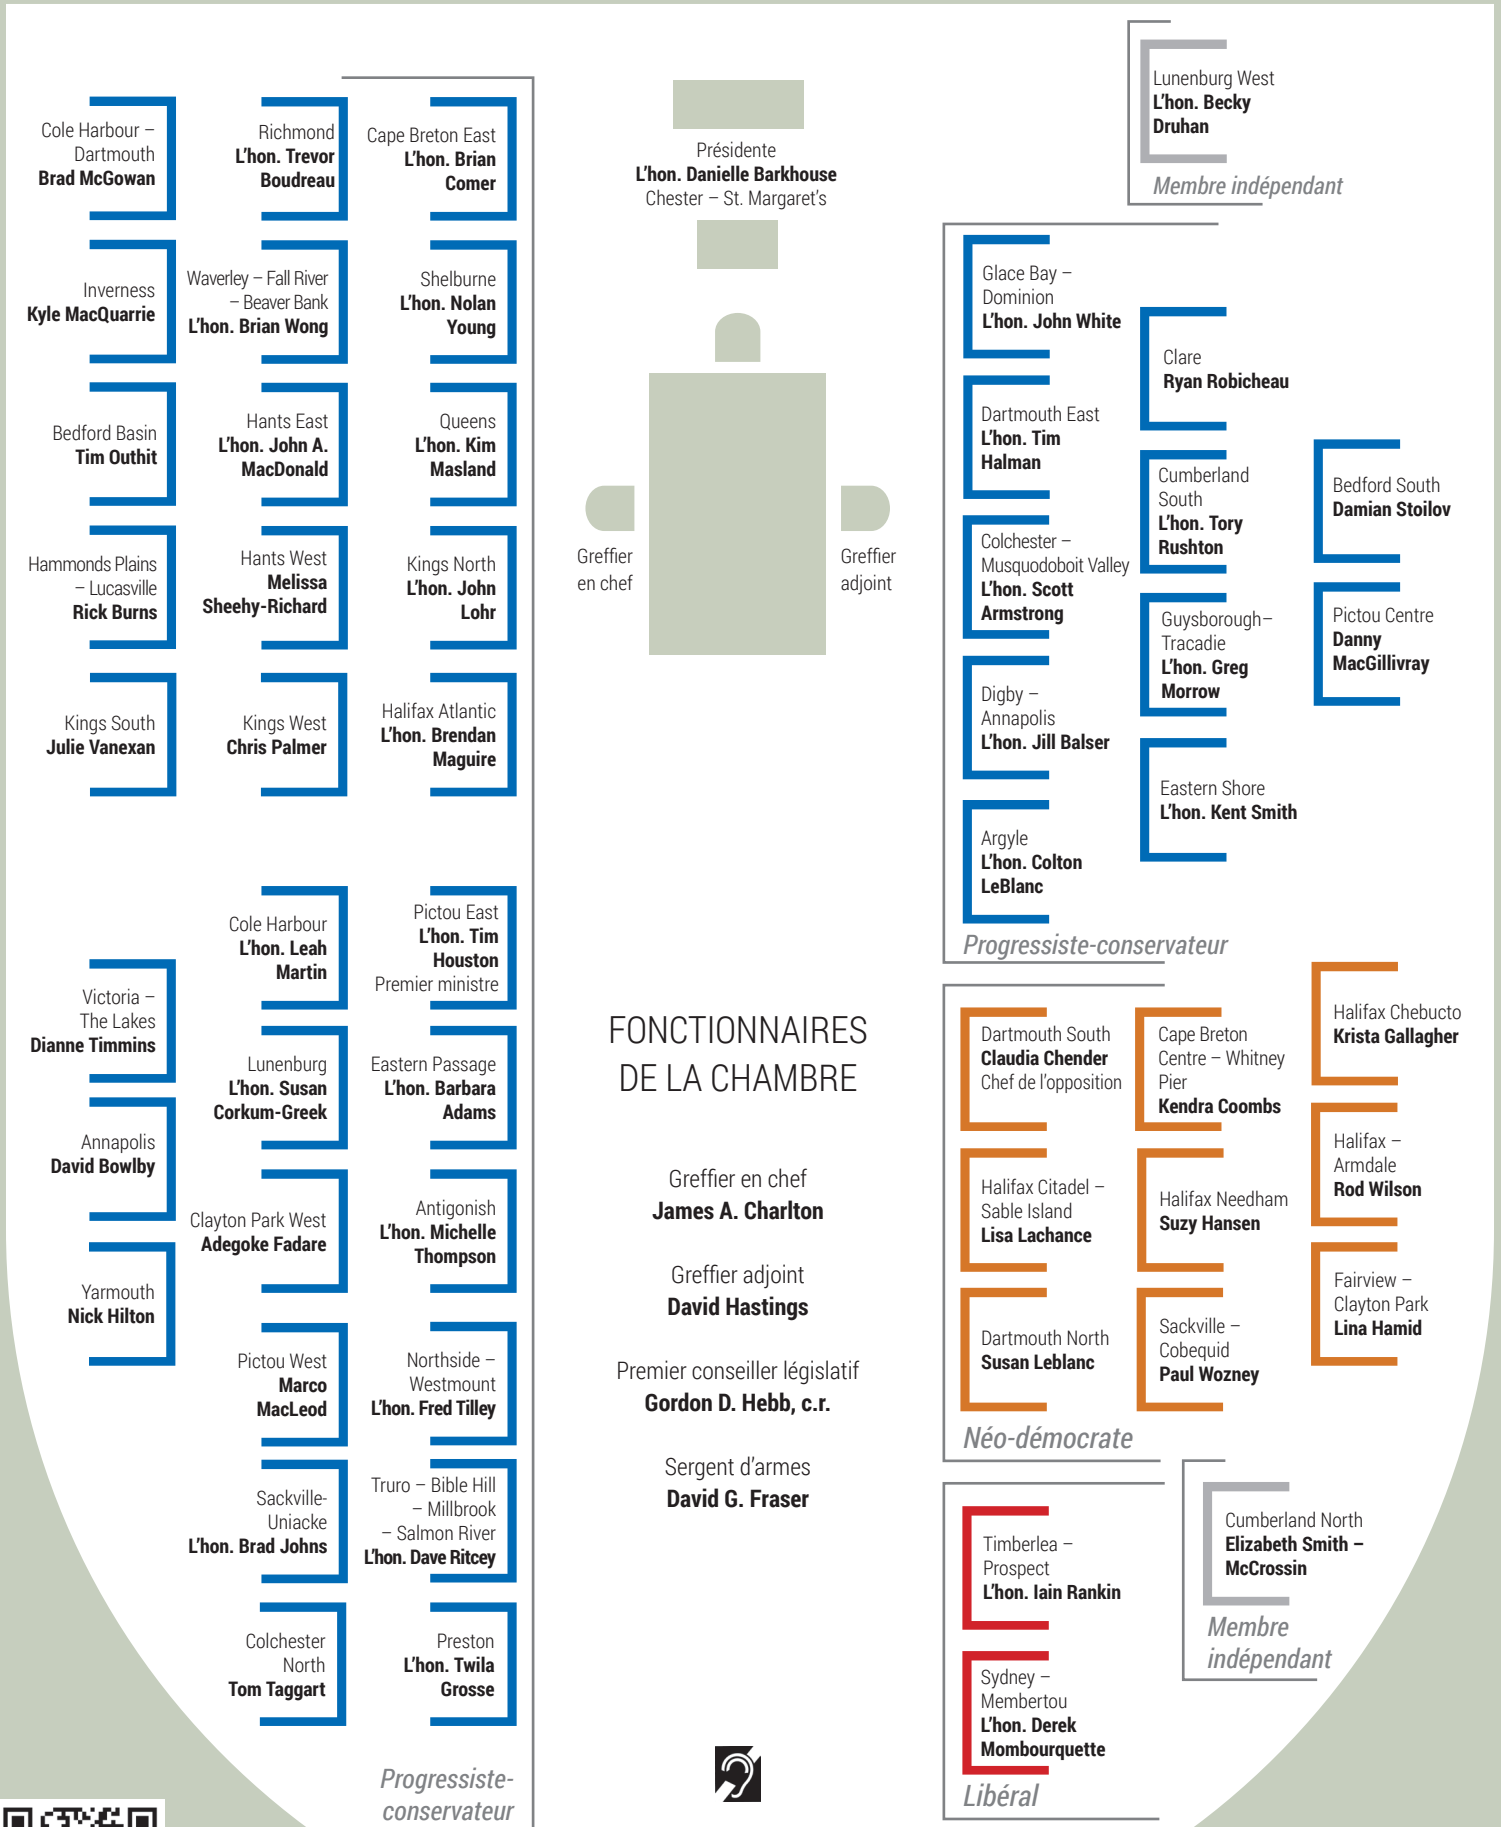 Cole Harbour –
Dartmouth
Brad McGowan
Inverness
Kyle MacQuarrie
Bedford Basin
Tim Outhit
Hammonds Plains
– Lucasville
Rick Burns
Kings South
Julie Vanexan
Richmond
L'hon. Trevor
Boudreau
Waverley – Fall River
– Beaver Bank
L'hon. Brian Wong
Hants East
L'hon. John A.
MacDonald
Hants West
Melissa
Sheehy-Richard
Kings West
Chris Palmer
Cape Breton East
L'hon. Brian
Comer
Shelburne
L'hon. Nolan
Young
Queens
L'hon. Kim
Masland
Kings North
L'hon. John
Lohr
Halifax Atlantic
L'hon. Brendan
Maguire
Victoria –
The Lakes
Dianne Timmins
Annapolis
David Bowlby
Yarmouth
Nick Hilton
Cole Harbour
L'hon. Leah
Martin
Lunenburg
L'hon. Susan
Corkum-Greek
Clayton Park West
Adegoke Fadare
Pictou West
Marco
MacLeod
Sackville-
Uniacke
L'hon. Brad Johns
Colchester
North
Tom Taggart
Pictou East
L'hon. Tim
Houston
Premier ministre
Eastern Passage
L'hon. Barbara
Adams
Antigonish
L'hon. Michelle
Thompson
Northside –
Westmount
L'hon. Fred Tilley
Truro – Bible Hill
– Millbrook
– Salmon River
L'hon. Dave Ritcey
Preston
L'hon. Twila
Grosse
Progressiste-
conservateur
Présidente
L'hon. Danielle Barkhouse
Chester – St. Margaret's
Greffier
en chef
Greffier
adjoint
FONCTIONNAIRES
DE LA CHAMBRE
Greffier en chef
James A. Charlton
Greffier adjoint
David Hastings
Premier conseiller législatif
Gordon D. Hebb, c.r.
Sergent d'armes
David G. Fraser
Lunenburg West
L'hon. Becky
Druhan
Membre indépendant
Glace Bay –
Dominion
L'hon. John White
Dartmouth East
L'hon. Tim
Halman
Colchester –
Musquodoboit Valley
L'hon. Scott
Armstrong
Digby –
Annapolis
L'hon. Jill Balser
Argyle
L'hon. Colton
LeBlanc
Clare
Ryan Robicheau
Cumberland
South
L'hon. Tory
Rushton
Guysborough–
Tracadie
L'hon. Greg
Morrow
Eastern Shore
L'hon. Kent Smith
Bedford South
Damian Stoilov
Pictou Centre
Danny
MacGillivray
Progressiste-conservateur
Dartmouth South
Claudia Chender
Chef de l'opposition
Halifax Citadel –
Sable Island
Lisa Lachance
Dartmouth North
Susan Leblanc
Cape Breton
Centre – Whitney
Pier
Kendra Coombs
Halifax Needham
Suzy Hansen
Sackville –
Cobequid
Paul Wozney
Halifax Chebucto
Krista Gallagher
Halifax –
Armdale
Rod Wilson
Fairview –
Clayton Park
Lina Hamid
Néo-démocrate
Timberlea –
Prospect
L'hon. Iain Rankin
Sydney –
Membertou
L'hon. Derek
Mombourquette
Libéral
Cumberland North
Elizabeth Smith –
McCrossin
Membre
indépendant